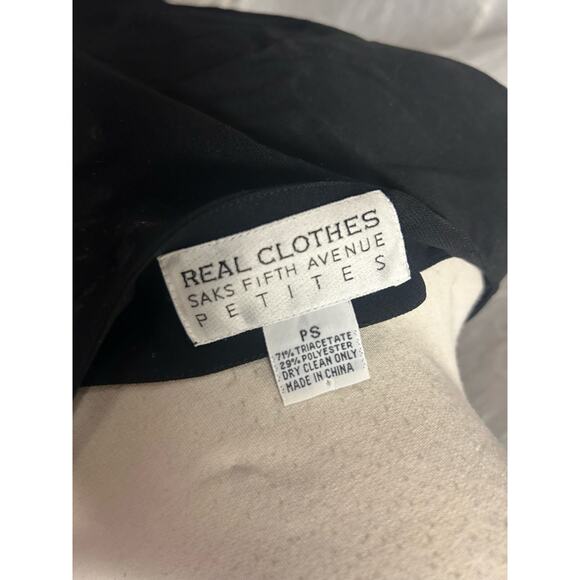 REAL CLOTHES
SAKS FIFTH AVENUE
PETITES
PS
71% TRIACETATE
29% POLYESTER
DRY CLEAN ONLY
MADE IN CHINA